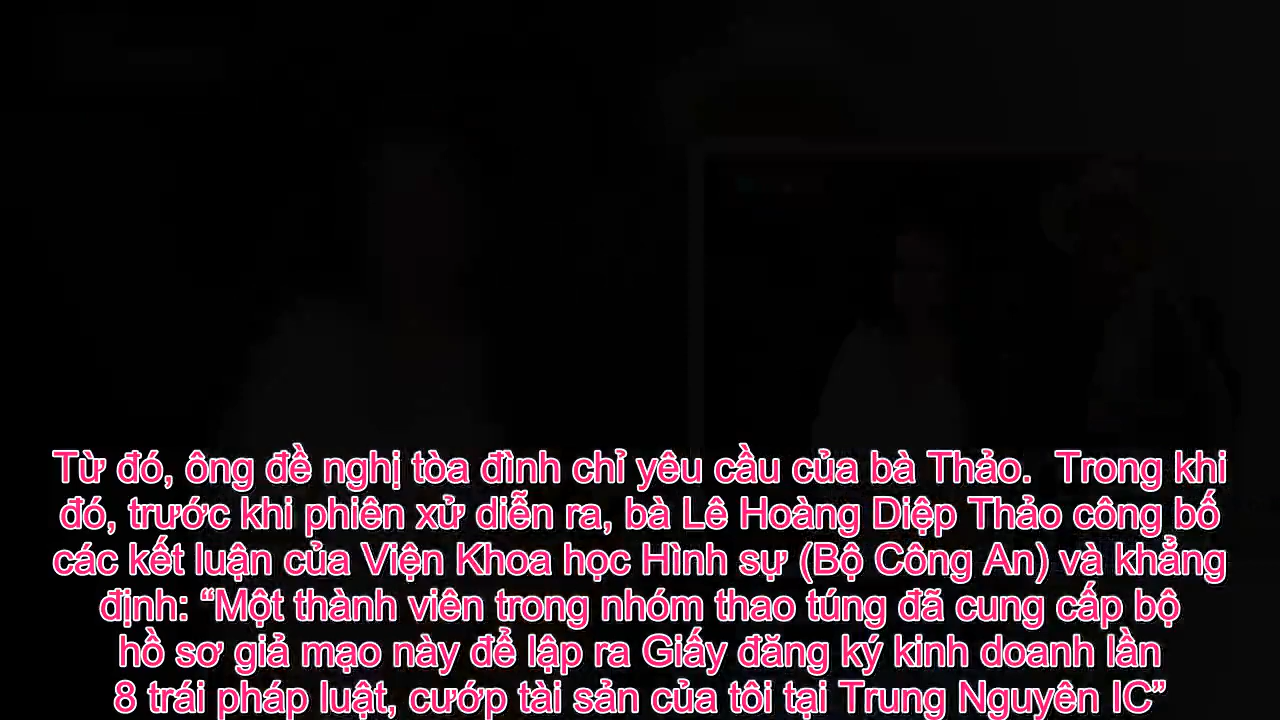 Từ đó, ông đề nghị tòa đình chỉ yêu cầu của bà Thảo.  Trong khi
đó, trước khi phiên xử diễn ra, bà Lê Hoàng Diệp Thảo công bố
các kết luận của Viện Khoa học Hình sự (Bộ Công An) và khẳng
định: “Một thành viên trong nhóm thao túng đã cung cấp bộ
hồ sơ giả mạo này để lập ra Giấy đăng ký kinh doanh lần
8 trái pháp luật, cướp tài sản của tôi tại Trung Nguyên IC”